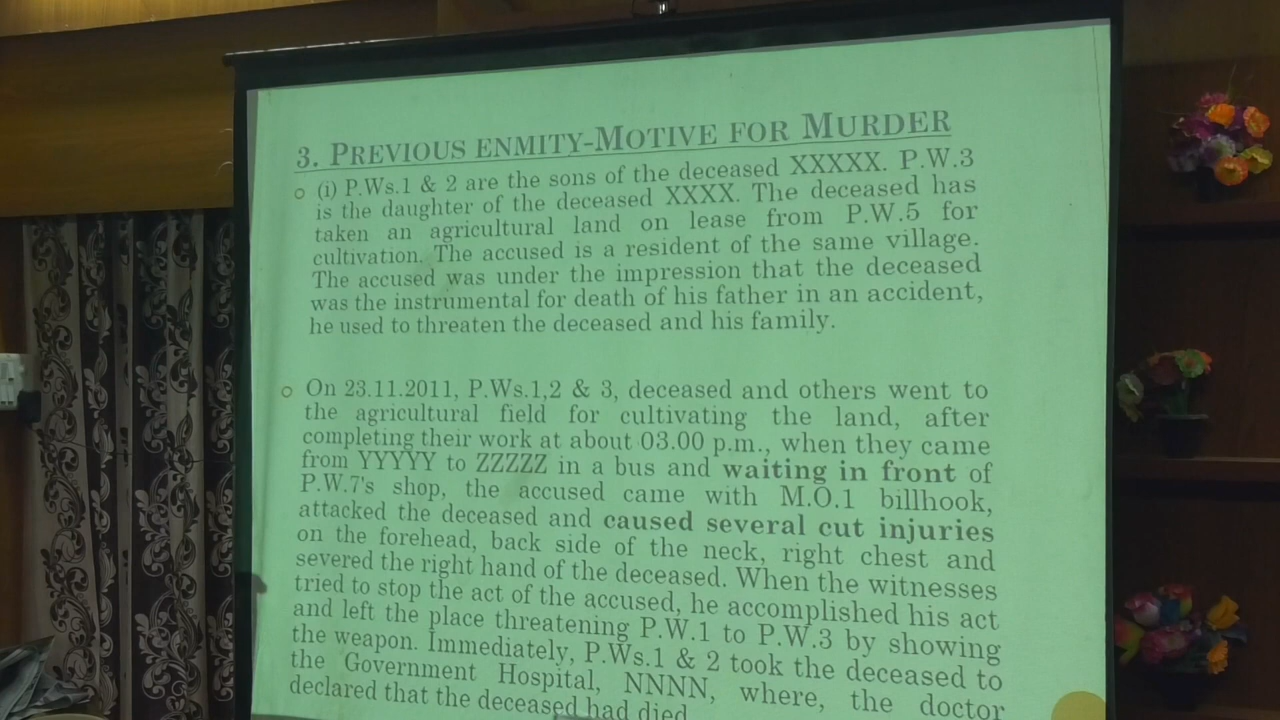 3. PREVIOUS ENMITY-MOTIVE FOR MURDER
(i) P.Ws.1 & 2 are the sons of the deceased XXXXX. P.W.3
is the daughter of the deceased XXXX. The deceased has
taken an agricultural land on lease from P.W.5 for
cultivation. The accused is a resident of the same village.
The accused was under the impression that the deceased
was the instrumental for death of his father in an accident,
he used to threaten the deceased and his family.
On 23.11.2011, P.Ws.1,2 & 3, deceased and others went to
the agricultural field for cultivating the land, after
completing their work at about 03.00 p.m., when they came
from YYYYY to ZZZZZ in a bus and waiting in front of
P.W.7's shop, the accused came with M.O.1 billhook,
attacked the deceased and caused several cut injuries
on the forehead, back side of the neck, right chest and
severed the right hand of the deceased. When the witnesses
tried to stop the act of the accused, he accomplished his act
and left the place threatening P.W.1 to P.W.3 by showing
the weapon. Immediately, P.Ws.1 & 2 took the deceased to
the Government Hospital, NNNN, where, the doctor
declared that the deceased had died